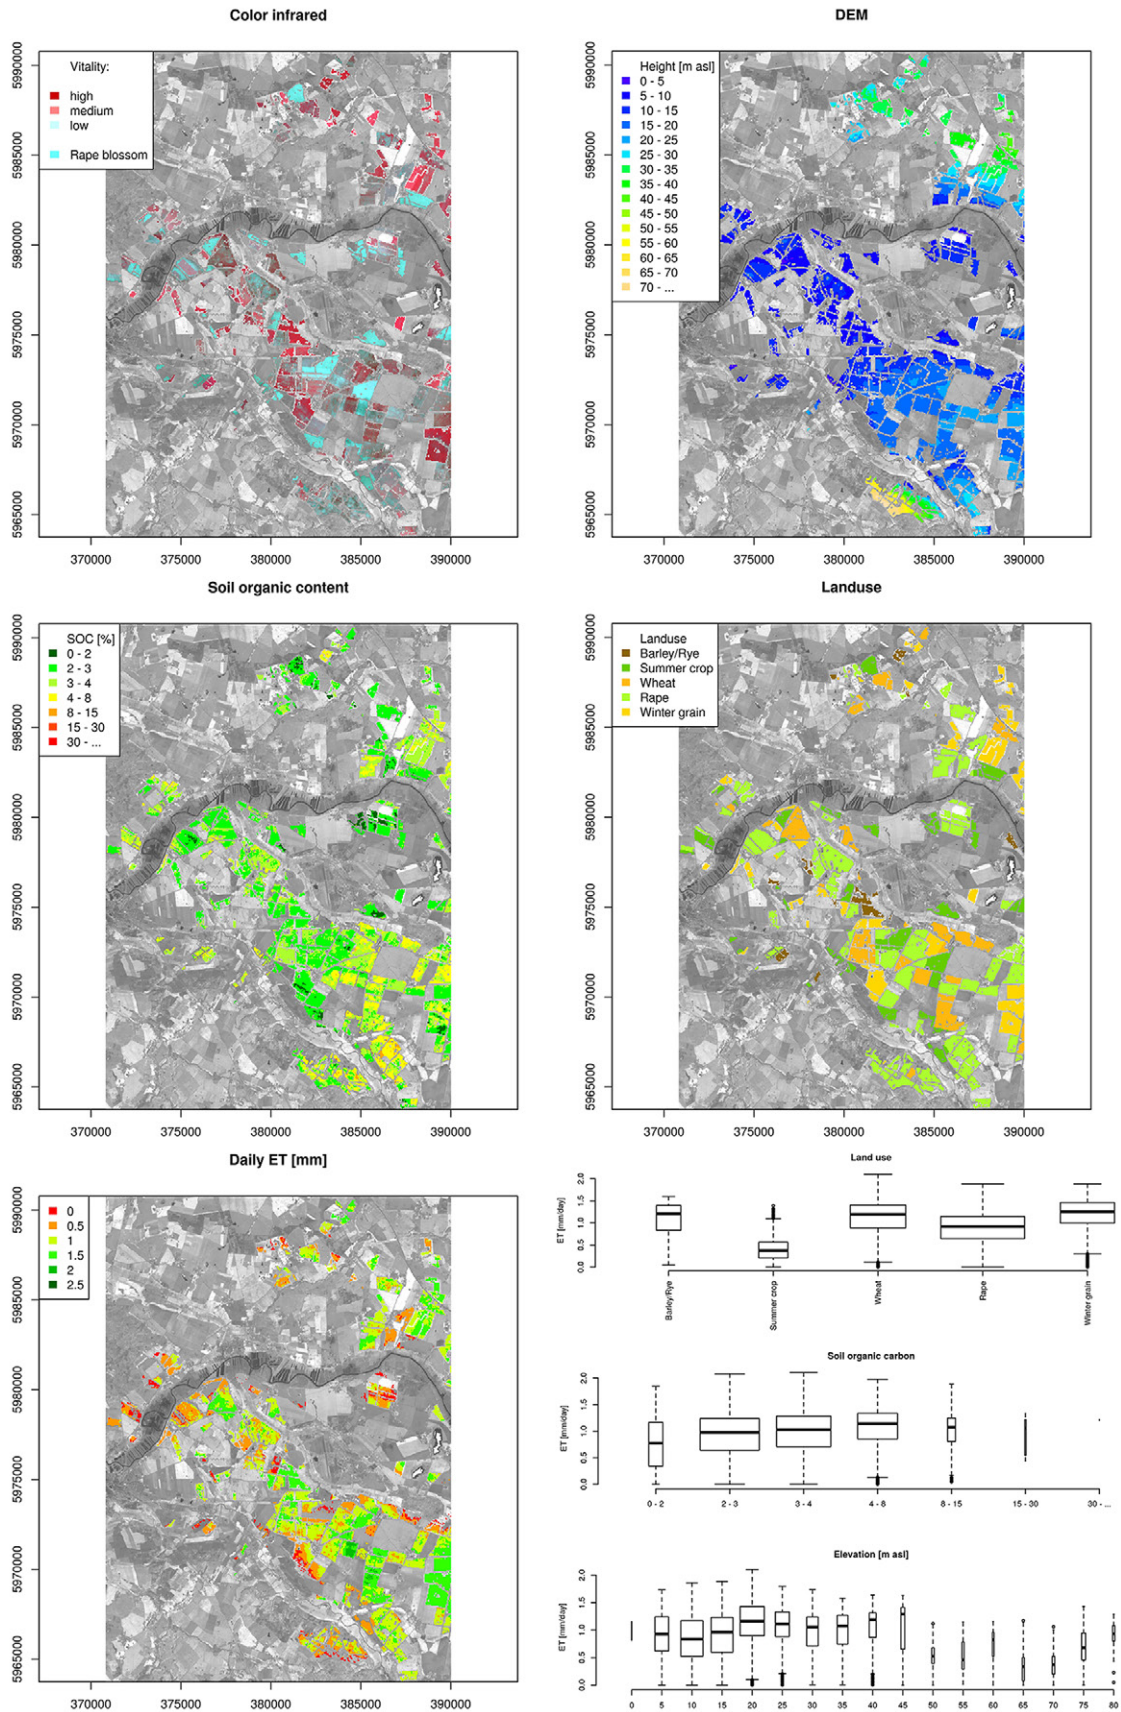 Color infrared
Vitality:
high
medium
low
Rape blossom
5990000
5985000
5980000
5975000
5970000
5965000
370000 375000 380000 385000 390000
DEM
Height [m asl]
0 - 5
5 - 10
10 - 15
15 - 20
20 - 25
25 - 30
30 - 35
35 - 40
40 - 45
45 - 50
50 - 55
55 - 60
60 - 65
65 - 70
70 - ...
5990000
5985000
5980000
5975000
5970000
5965000
370000 375000 380000 385000 390000
Soil organic content
SOC [%]
0 - 2
2 - 3
3 - 4
4 - 8
8 - 15
15 - 30
30 - ...
5990000
5985000
5980000
5975000
5970000
5965000
370000 375000 380000 385000 390000
Landuse
Landuse
Barley/Rye
Summer crop
Wheat
Rape
Winter grain
5990000
5985000
5980000
5975000
5970000
5965000
370000 375000 380000 385000 390000
Daily ET [mm]
0
0.5
1
1.5
2
2.5
5990000
5985000
5980000
5975000
5970000
5965000
370000 375000 380000 385000 390000
Land use
ET [mm/day]
2.0
1.5
1.0
0.5
0.0
Barley/Rye Summer crop Wheat Rape Winter grain
Soil organic carbon
ET [mm/day]
2.0
1.5
1.0
0.5
0.0
0 - 2 2 - 3 3 - 4 4 - 8 8 - 15 15 - 30 30 - ...
Elevation [m asl]
ET [mm/day]
2.0
1.5
1.0
0.5
0.0
0 5 10 15 20 25 30 35 40 45 50 55 60 65 70 75 80